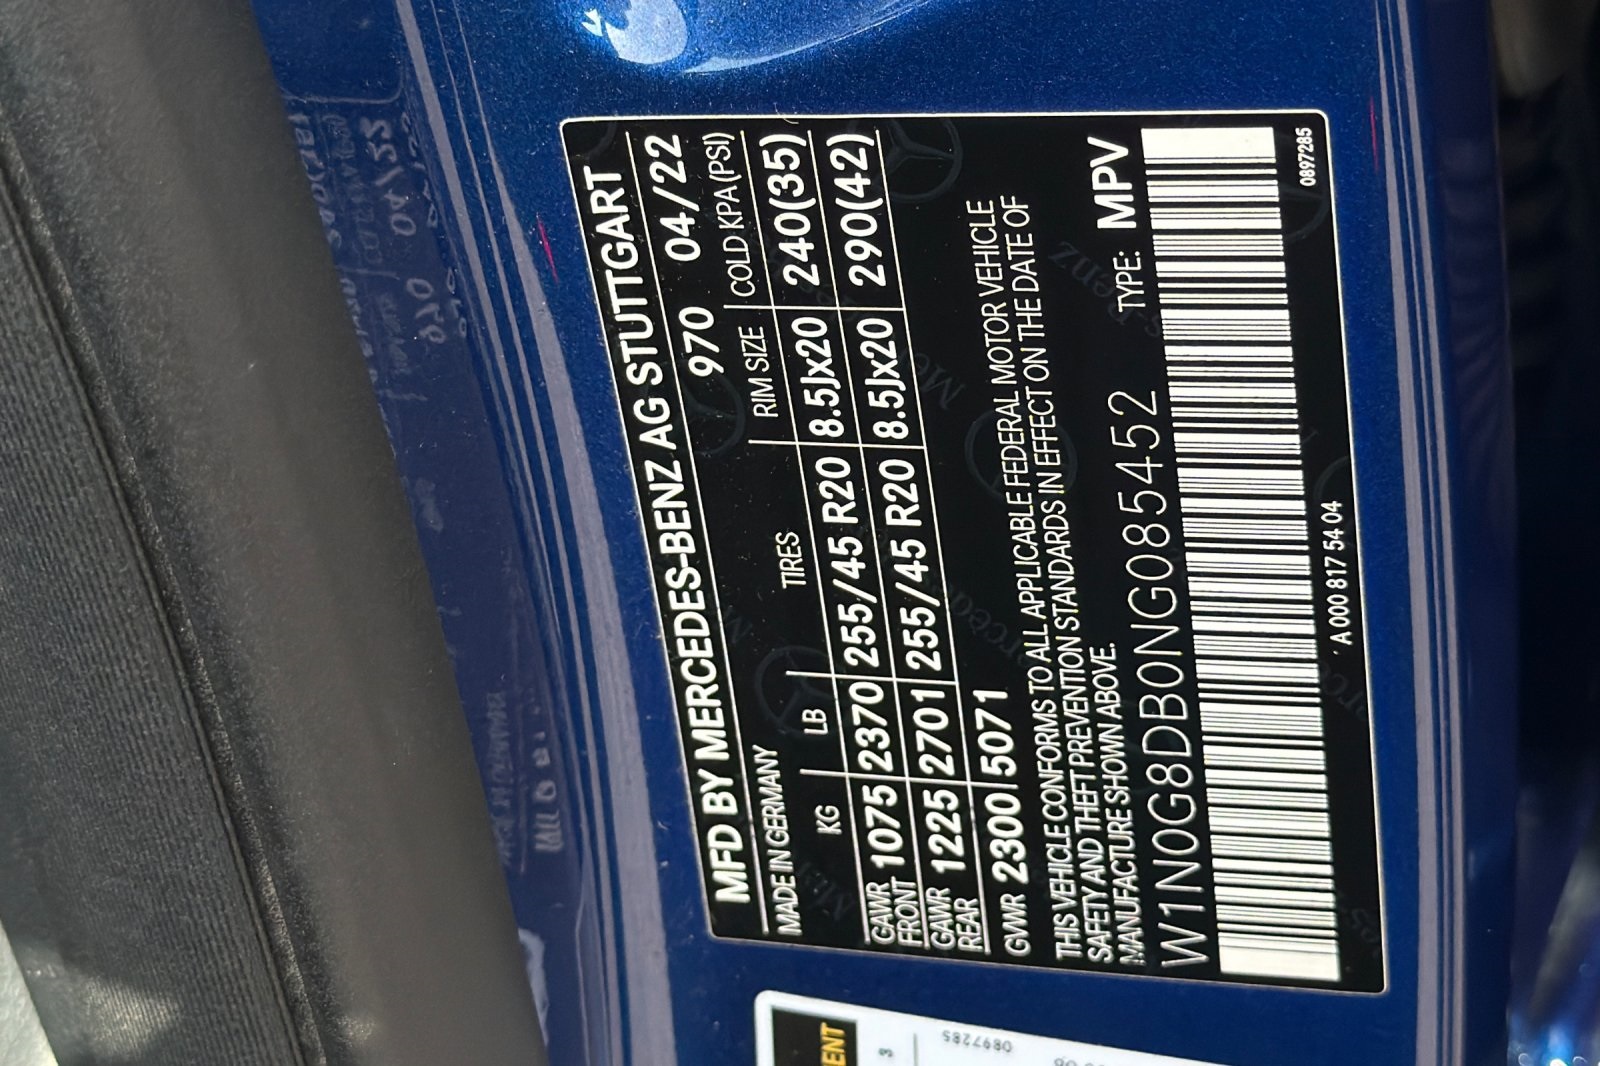 MFD BY MERCEDES-BENZ AG STUTTGART
970 04/22
MADE IN GERMANY
KG LB TIRES RIM SIZE COLD KPA(PSI)
GAWR FRONT 1075 2370 255/45 R20 8.5Jx20 240(35)
GAWR REAR 1225 2701 255/45 R20 8.5Jx20 290(42)
GVWR 2300 5071
THIS VEHICLE CONFORMS TO ALL APPLICABLE FEDERAL MOTOR VEHICLE
SAFETY AND THEFT PREVENTION STANDARDS IN EFFECT ON THE DATE OF
MANUFACTURE SHOWN ABOVE.
W1N0G8DB0NG085452 TYPE: MPV
A 000 817 54 04
0897285
ENT
3
0897285